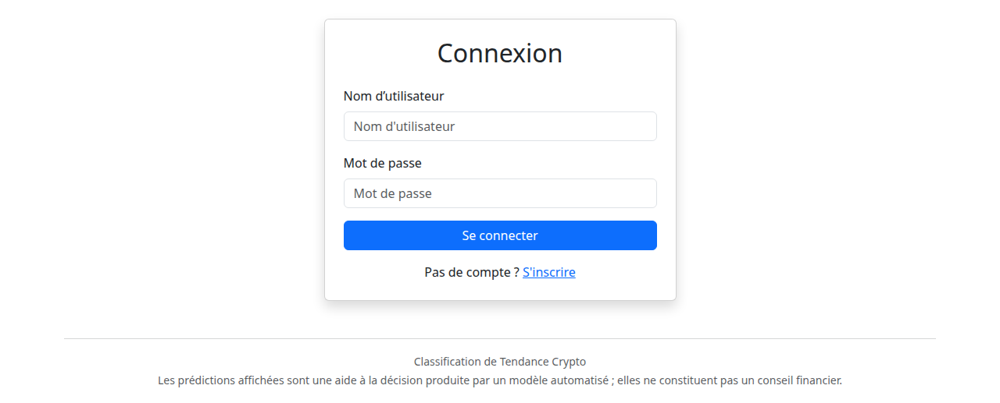 Connexion
Nom d’utilisateur
Nom d'utilisateur
Mot de passe
Mot de passe
Se connecter
Pas de compte ? S'inscrire
Classification de Tendance Crypto
Les prédictions affichées sont une aide à la décision produite par un modèle automatisé ; elles ne constituent pas un conseil financier.